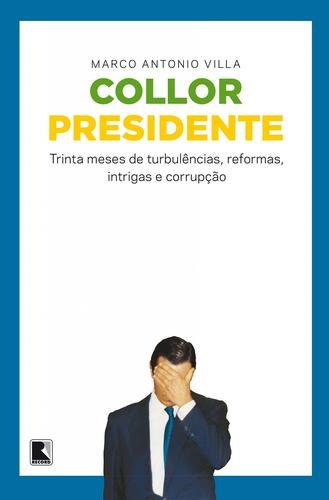 MARCO ANTONIO VILLA
COLLOR
PRESIDENTE
Trinta meses de turbulências, reformas,
intrigas e corrupção
RECORD